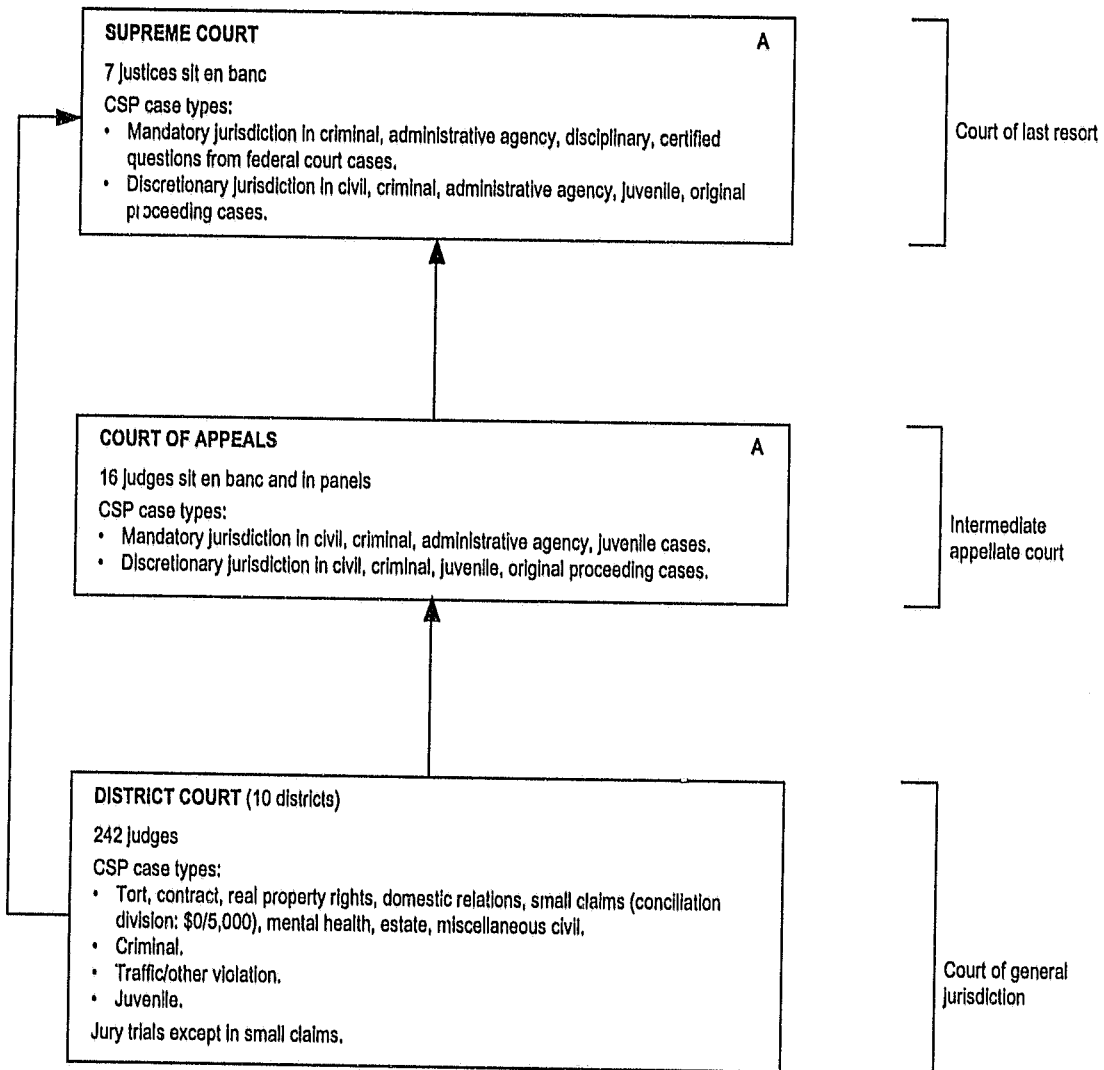 SUPREME COURT
A
7 justices sit en banc
CSP case types:
• Mandatory jurisdiction in criminal, administrative agency, disciplinary, certified
questions from federal court cases.
• Discretionary jurisdiction in civil, criminal, administrative agency, juvenile, original
proceeding cases.
Court of last resort
COURT OF APPEALS
A
16 judges sit en banc and in panels
CSP case types:
• Mandatory jurisdiction in civil, criminal, administrative agency, juvenile cases.
• Discretionary jurisdiction in civil, criminal, juvenile, original proceeding cases.
Intermediate
appellate court
DISTRICT COURT (10 districts)
242 judges
CSP case types:
• Tort, contract, real property rights, domestic relations, small claims (conciliation
division: $0/5,000), mental health, estate, miscellaneous civil.
• Criminal.
• Traffic/other violation.
• Juvenile.
Jury trials except in small claims.
Court of general
jurisdiction